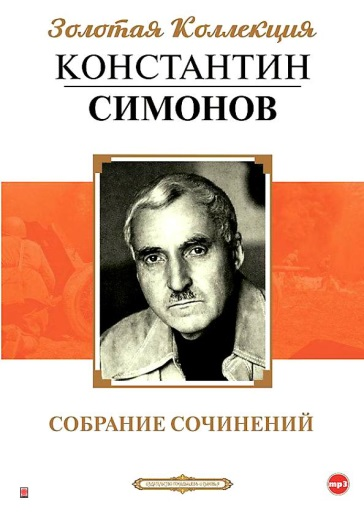 Золотая Коллекция
КОНСТАНТИН
СИМОНОВ
СОБРАНИЕ СОЧИНЕНИЙ
mp3